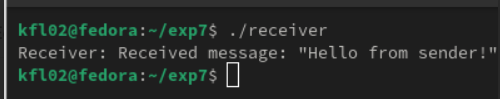 kfl02@fedora:~/exp7$ ./receiver
Receiver: Received message: "Hello from sender!"
kfl02@fedora:~/exp7$